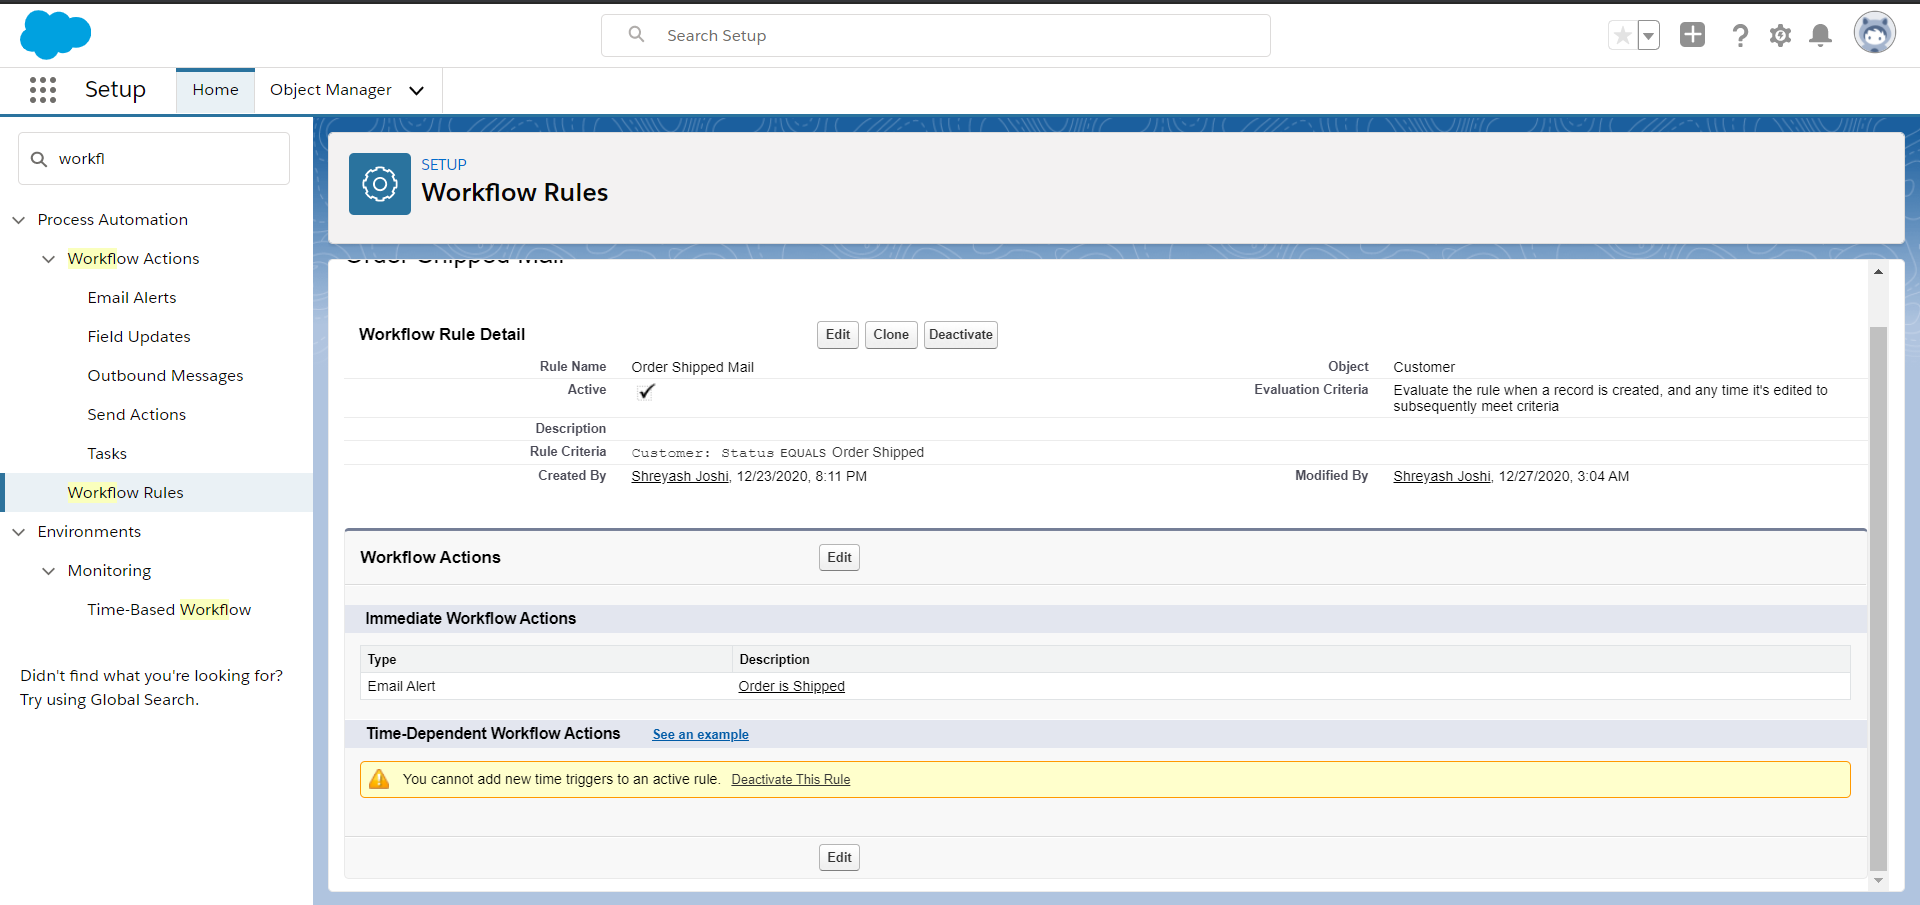 Search Setup
Setup
Home
Object Manager
workfl
Process Automation
Workflow Actions
Email Alerts
Field Updates
Outbound Messages
Send Actions
Tasks
Workflow Rules
Environments
Monitoring
Time-Based Workflow
Didn't find what you're looking for?
Try using Global Search.
SETUP
Workflow Rules
Order Shipped Mail
Workflow Rule Detail
Edit Clone Deactivate
Rule Name Order Shipped Mail Object Customer
Active Evaluation Criteria Evaluate the rule when a record is created, and any time it's edited to
subsequently meet criteria
Description
Rule Criteria Customer: Status EQUALS Order Shipped
Created By Shreyash Joshi, 12/23/2020, 8:11 PM Modified By Shreyash Joshi, 12/27/2020, 3:04 AM
Workflow Actions Edit
Immediate Workflow Actions
Type Description
Email Alert Order is Shipped
Time-Dependent Workflow Actions See an example
You cannot add new time triggers to an active rule. Deactivate This Rule
Edit